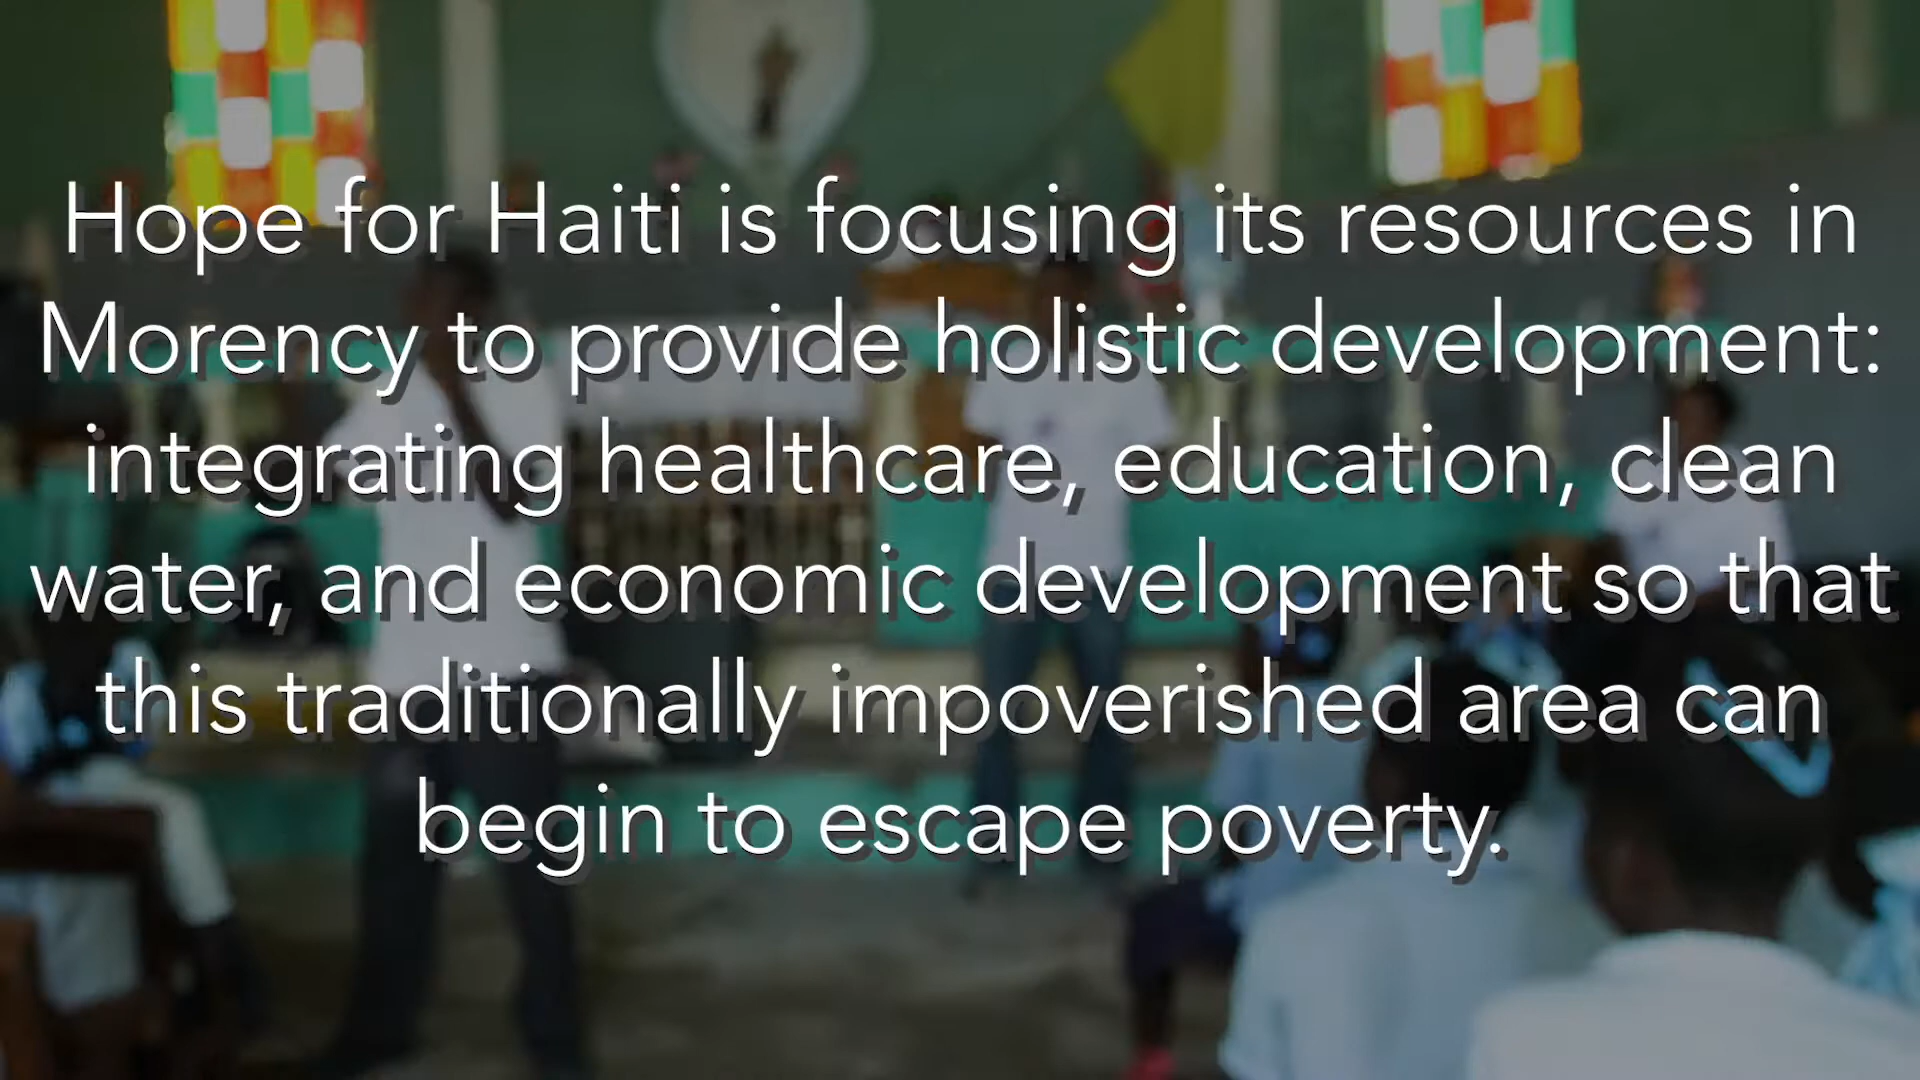 Hope for Haiti is focusing its resources in
Morency to provide holistic development:
integrating healthcare, education, clean
water, and economic development so that
this traditionally impoverished area can
begin to escape poverty.